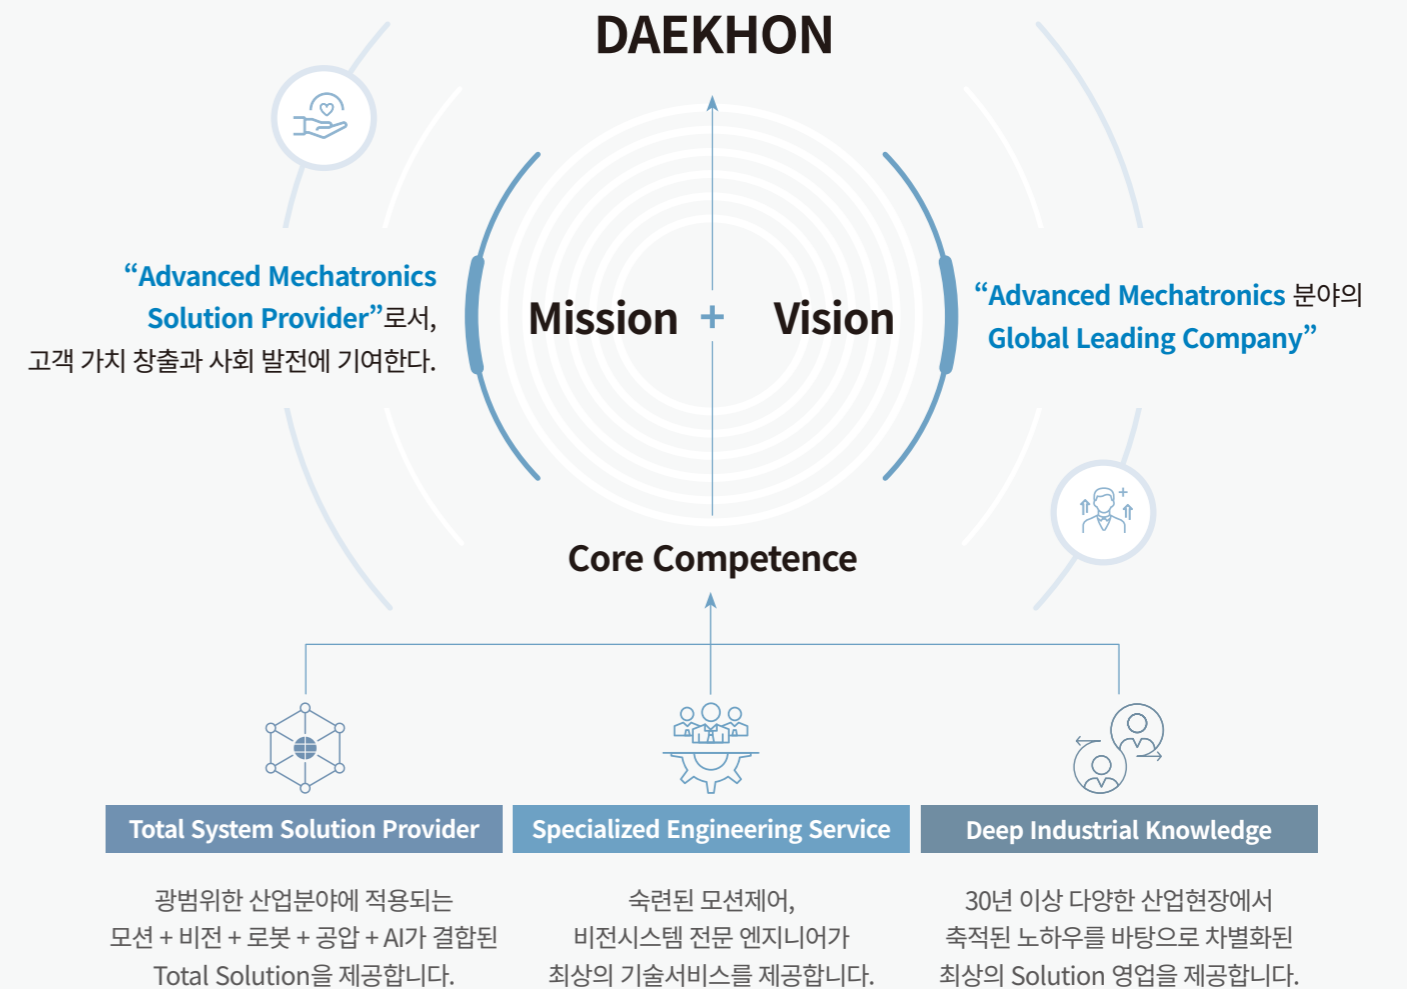 DAEKHON
“Advanced Mechatronics
Solution Provider”로서,
고객 가치 창출과 사회 발전에 기여한다.
Mission + Vision
“Advanced Mechatronics 분야의
Global Leading Company”
Core Competence
Total System Solution Provider
광범위한 산업분야에 적용되는
모션 + 비전 + 로봇 + 공압 + AI가 결합된
Total Solution을 제공합니다.
Specialized Engineering Service
숙련된 모션제어,
비전시스템 전문 엔지니어가
최상의 기술서비스를 제공합니다.
Deep Industrial Knowledge
30년 이상 다양한 산업현장에서
축적된 노하우를 바탕으로 차별화된
최상의 Solution 영업을 제공합니다.